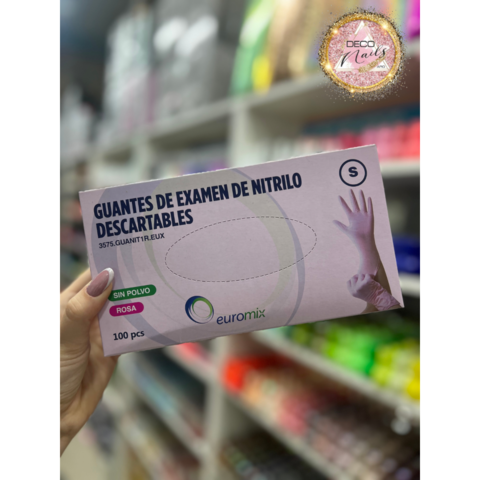 DECO
Nails
S
GUANTES DE EXAMEN DE NITRILO
DESCARTABLES
3575.GUANIT1R.EUX
SIN POLVO
ROSA
euromix
100 pcs